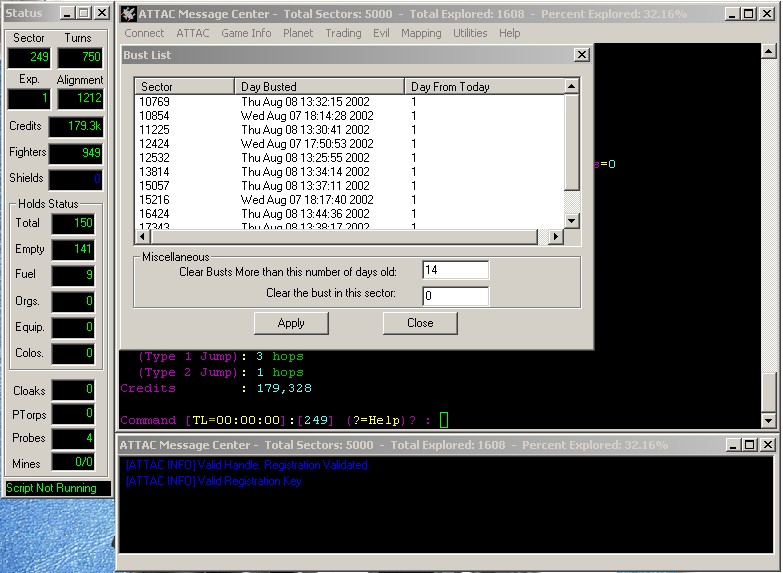 Status
Sector Turns
249 750
Exp. Alignment
1 1212
Credits 179.3k
Fighters 949
Shields 0
Holds Status
Total 150
Empty 141
Fuel 9
Orgs. 0
Equip. 0
Colos. 0
Cloaks 0
PTorps 0
Probes 4
Mines 0/0
Script Not Running
ATTAC Message Center - Total Sectors: 5000 - Total Explored: 1608 - Percent Explored: 32.16%
Connect ATTAC Game Info Planet Trading Evil Mapping Utilities Help
Bust List
Sector Day Busted Day From Today
10769 Thu Aug 08 13:32:15 2002 1
10854 Wed Aug 07 18:14:28 2002 1
11225 Thu Aug 08 13:30:41 2002 1
12424 Wed Aug 07 17:50:53 2002 1
12532 Thu Aug 08 13:25:55 2002 1
13814 Thu Aug 08 13:34:14 2002 1
15057 Thu Aug 08 13:37:11 2002 1
15216 Wed Aug 07 18:17:40 2002 1
16424 Thu Aug 08 13:44:36 2002 1
17343 Thu Aug 08 13:38:17 2002 1
Miscellaneous
Clear Busts More than this number of days old: 14
Clear the bust in this sector: 0
Apply Close
s=0
(Type 1 Jump): 3 hops
(Type 2 Jump): 1 hops
Credits : 179,328
Command [TL=00:00:00]:[249] (?=Help)? :
ATTAC Message Center - Total Sectors: 5000 - Total Explored: 1608 - Percent Explored: 32.16%
[ATTAC INFO] Valid Handle. Registration Validated
[ATTAC INFO] Valid Registration Key